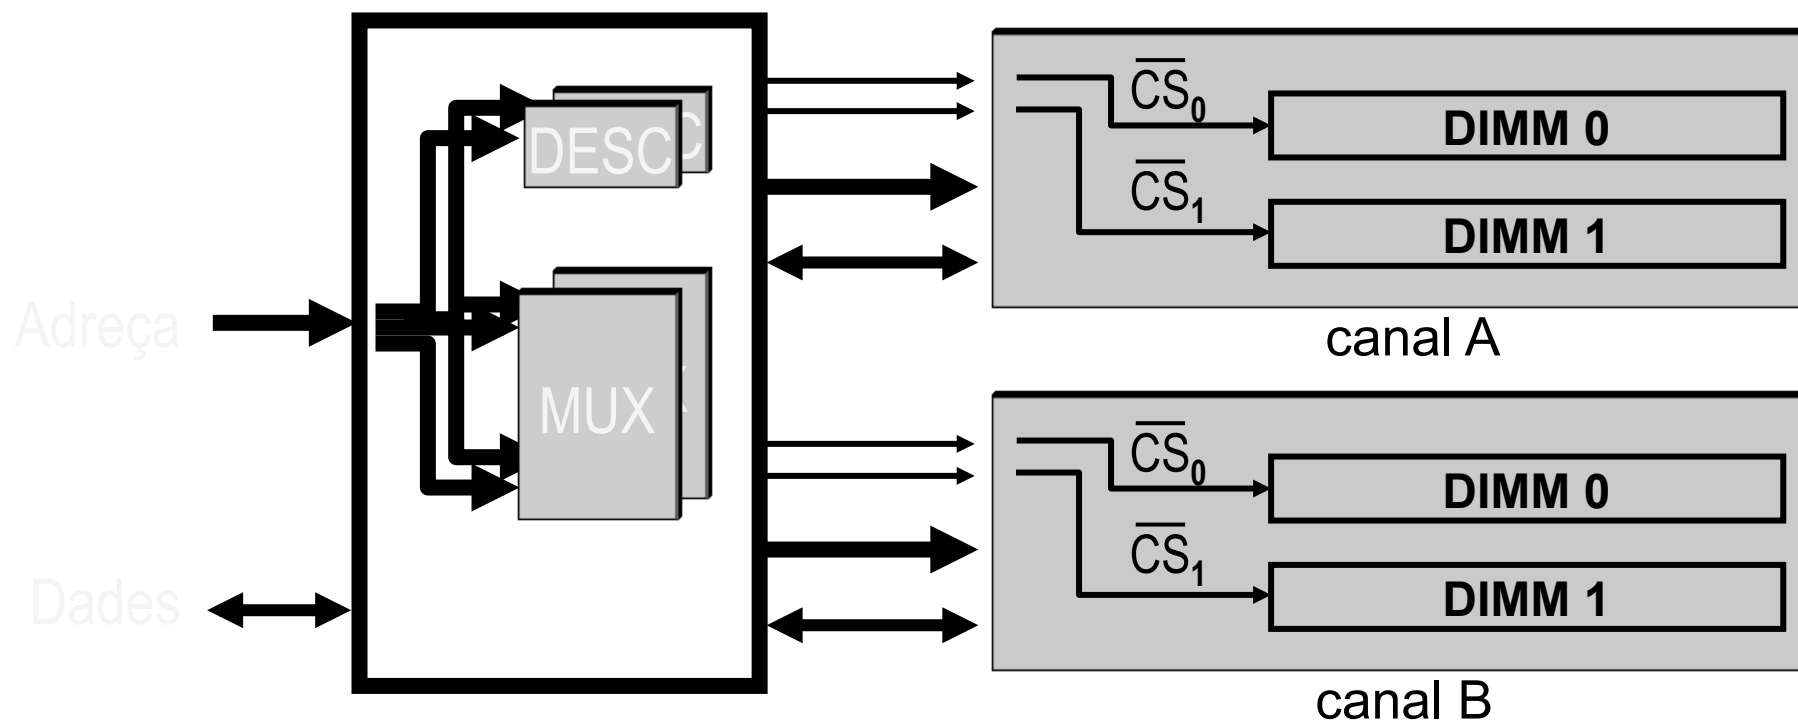 Adreça
Dades
DESC
C
MUX
CS0
DIMM 0
CS1
DIMM 1
canal A
CS0
DIMM 0
CS1
DIMM 1
canal B